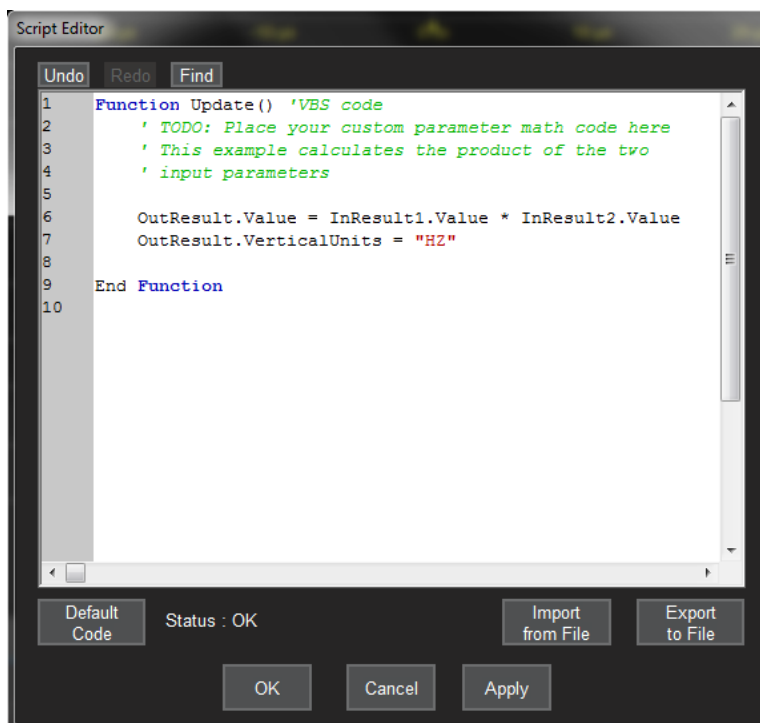 Script Editor
Undo Redo Find
1 Function Update() 'VBS code
2 ' TODO: Place your custom parameter math code here
3 ' This example calculates the product of the two
4 ' input parameters
5
6 OutResult.Value = InResult1.Value * InResult2.Value
7 OutResult.VerticalUnits = "HZ"
8
9 End Function
10
Default Code
Status : OK
Import from File
Export to File
OK Cancel Apply